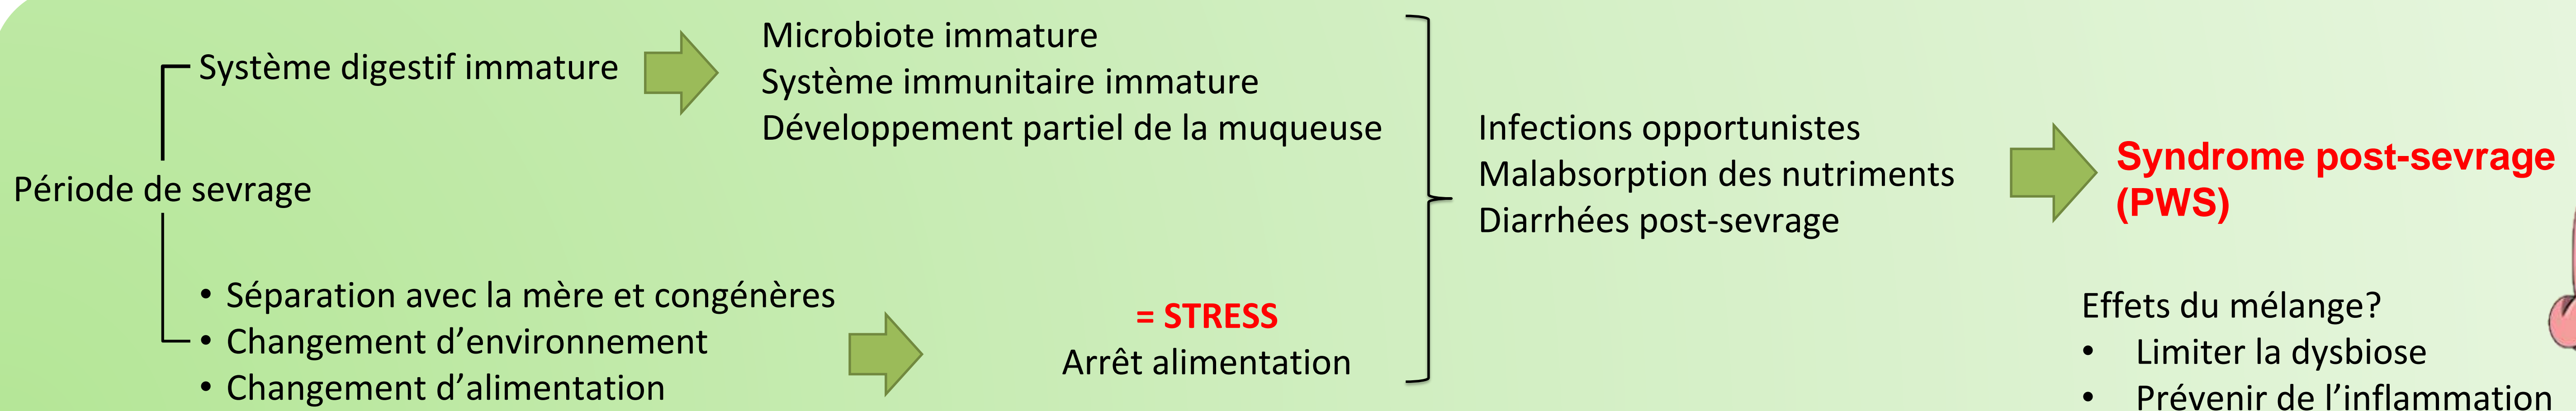 Système digestif immature
Microbiote immature
Système immunitaire immature
Développement partiel de la muqueuse
Période de sevrage
• Séparation avec la mère et congénères
• Changement d’environnement
• Changement d’alimentation
= STRESS
Arrêt alimentation
Infections opportunistes
Malabsorption des nutriments
Diarrhées post-sevrage
Syndrome post-sevrage
(PWS)
Effets du mélange?
• Limiter la dysbiose
• Prévenir de l’inflammation